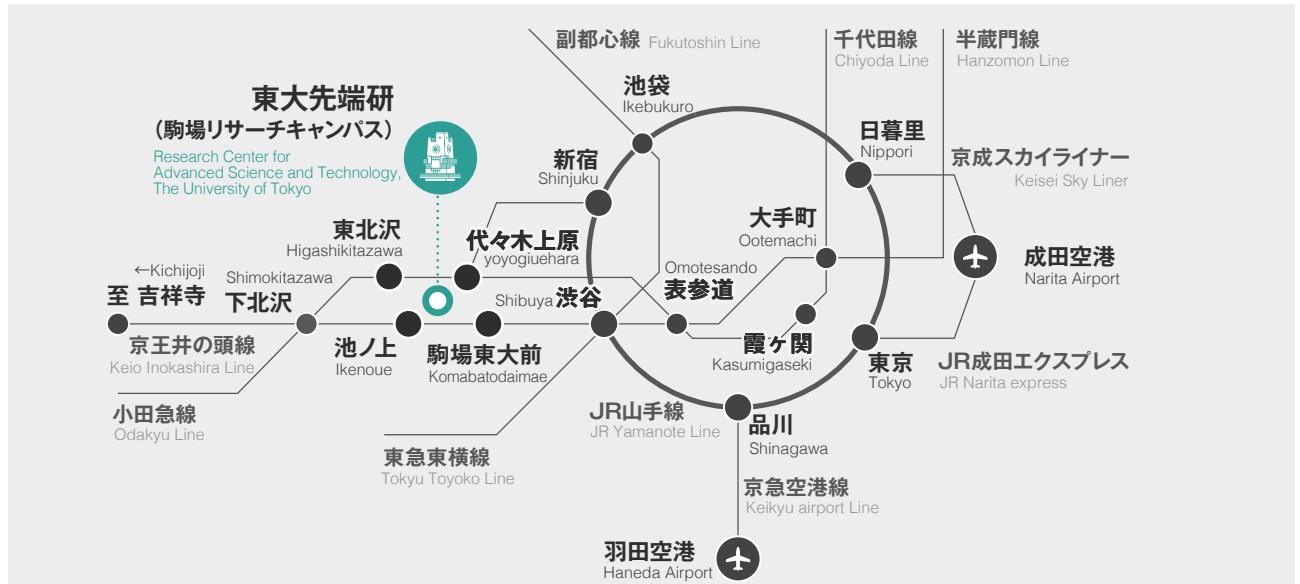 副都心線 Fukutoshin Line
千代田線
Chiyoda Line
半蔵門線
Hanzomon Line
東大先端研
（駒場リサーチキャンパス）
Research Center for
Advanced Science and Technology,
The University of Tokyo
池袋
Ikebukuro
日暮里
Nippori
京成スカイライナー
Keisei Sky Liner
新宿
Shinjuku
大手町
Ootemachi
東北沢
Higashikitazawa
代々木上原
yoyogiuehara
成田空港
Narita Airport
←Kichijoji
至 吉祥寺
Shimokitazawa
下北沢
Shibuya 渋谷
Omotesando
表参道
京王井の頭線
Keio Inokashira Line
池ノ上
Ikenoue
駒場東大前
Komabatodaimae
霞ヶ関
Kasumigaseki
東京
Tokyo
JR成田エクスプレス
JR Narita express
小田急線
Odakyu Line
東急東横線
Tokyu Toyoko Line
JR山手線
JR Yamanote Line
品川
Shinagawa
京急空港線
Keikyu airport Line
羽田空港
Haneda Airport